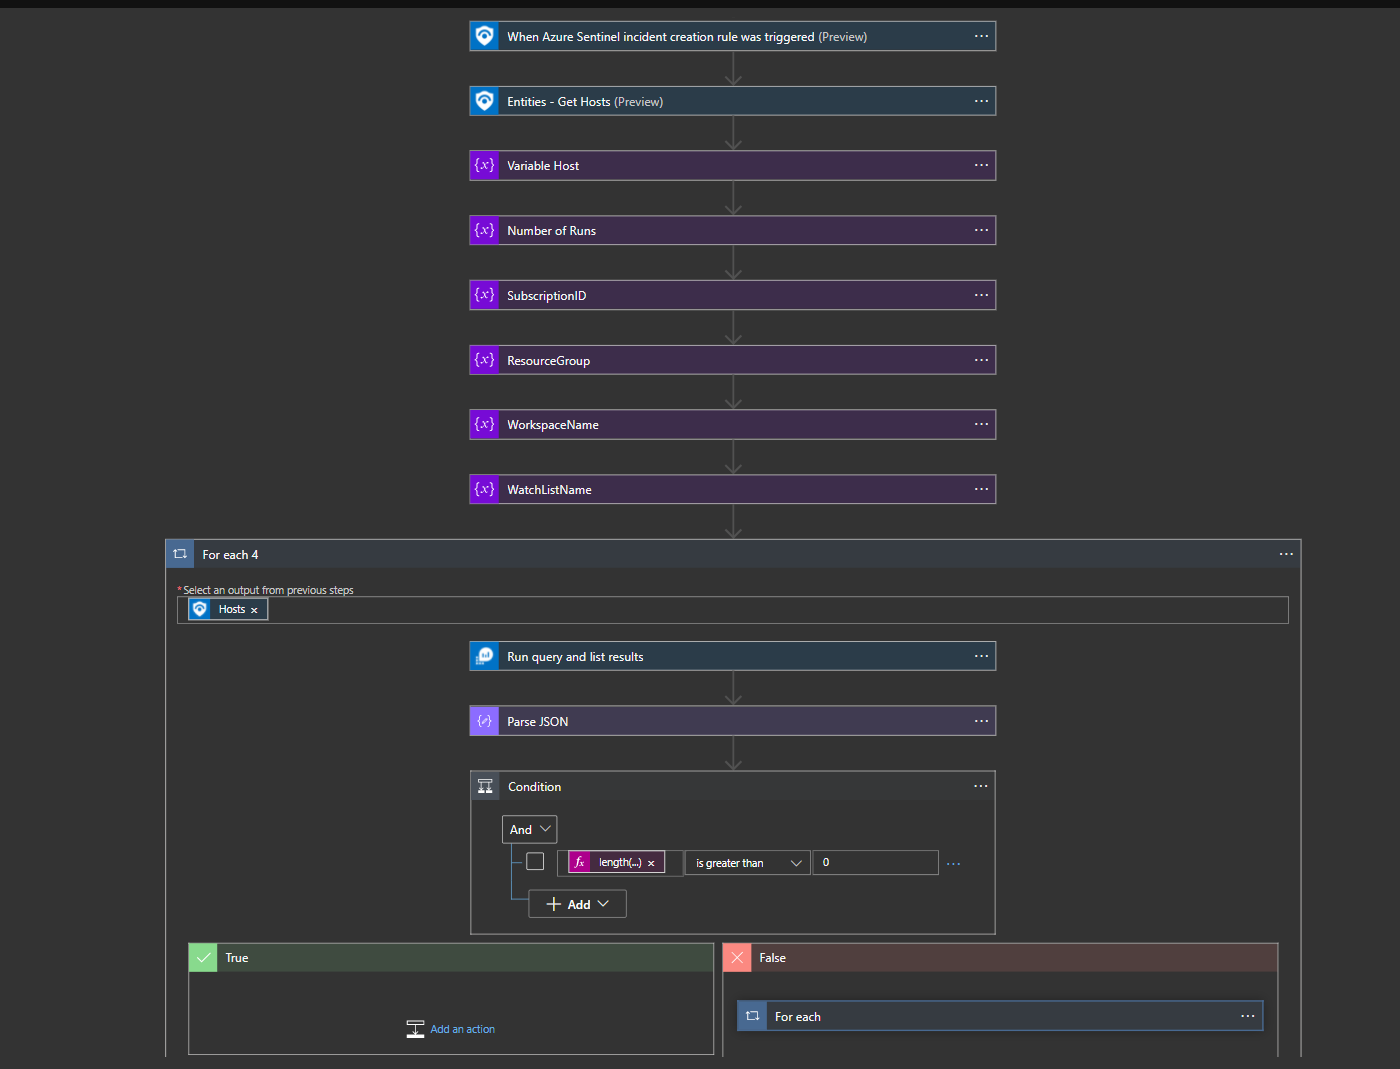 When Azure Sentinel incident creation rule was triggered (Preview)
Entities - Get Hosts (Preview)
{x} Variable Host
{x} Number of Runs
{x} SubscriptionID
{x} ResourceGroup
{x} WorkspaceName
{x} WatchListName
For each 4
* Select an output from previous steps
Hosts ×
Run query and list results
Parse JSON
Condition
And
fx length(...) × is greater than 0
+ Add
True
False
For each
Add an action